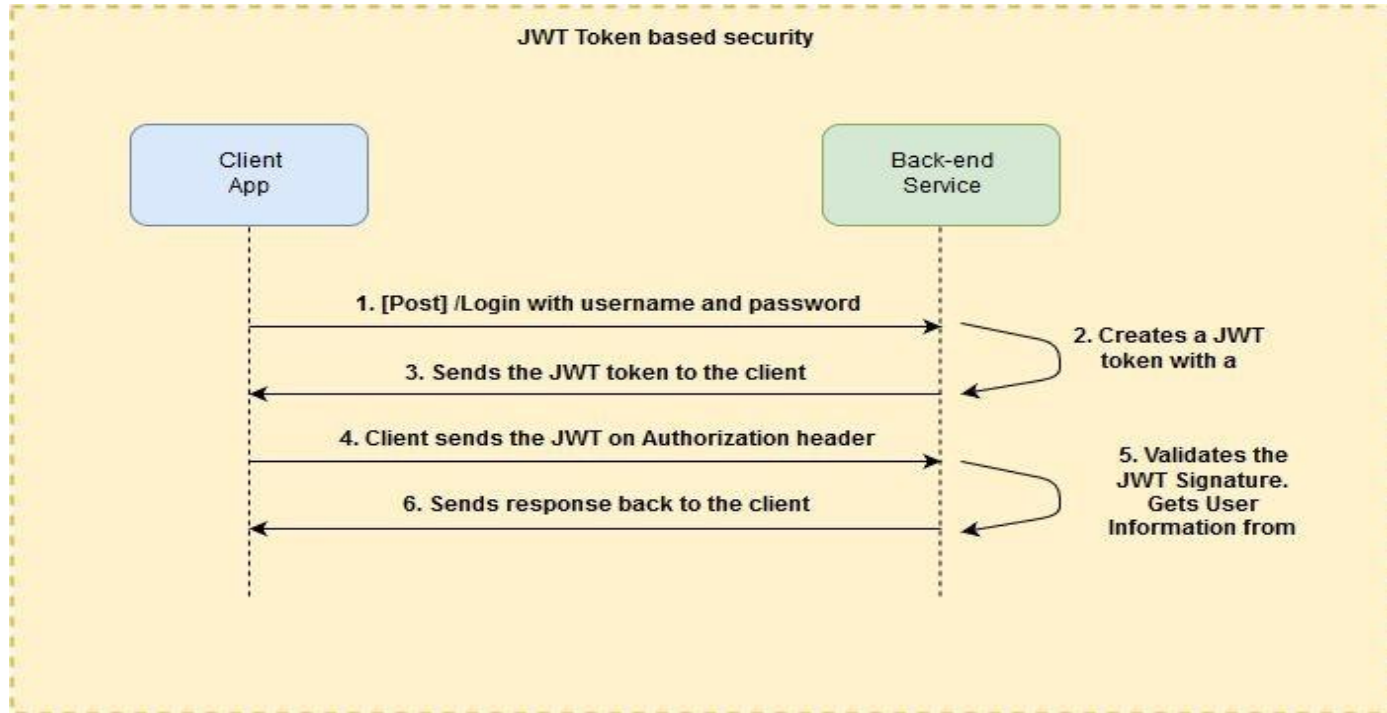 JWT Token based security
Client
App
Back-end
Service
1. [Post] /Login with username and password
2. Creates a JWT
token with a
3. Sends the JWT token to the client
4. Client sends the JWT on Authorization header
5. Validates the
JWT Signature.
Gets User
Information from
6. Sends response back to the client